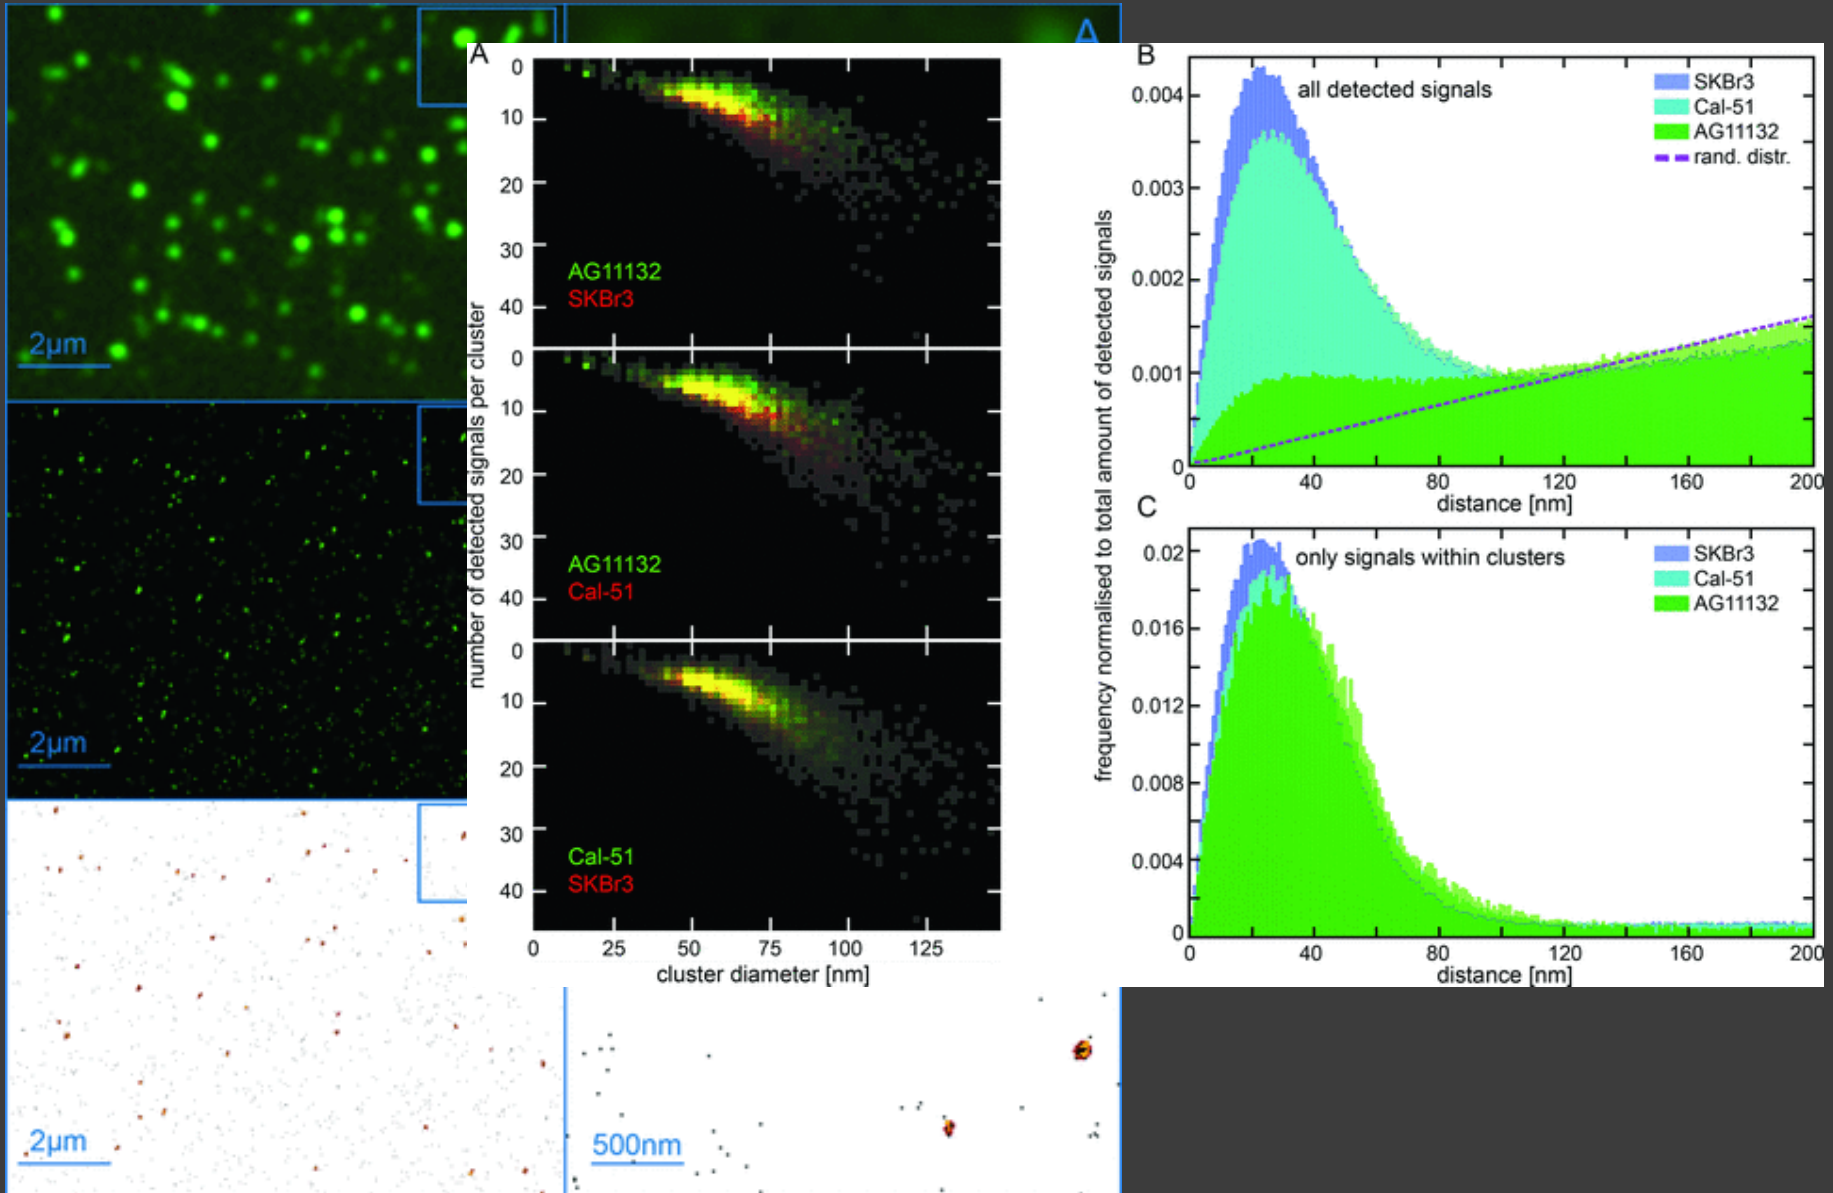 A
2µm
2µm
2µm
500nm
A
number of detected signals per cluster
0
10
20
30
40
AG11132
SKBr3
0
10
20
30
40
AG11132
Cal-51
0
10
20
30
40
Cal-51
SKBr3
0 25 50 75 100 125
cluster diameter [nm]
frequency normalised to total amount of detected signals
B
all detected signals
SKBr3
Cal-51
AG11132
rand. distr.
0.004
0.003
0.002
0.001
0
0 40 80 120 160 200
distance [nm]
C
only signals within clusters
SKBr3
Cal-51
AG11132
0.02
0.016
0.012
0.008
0.004
0
0 40 80 120 160 200
distance [nm]